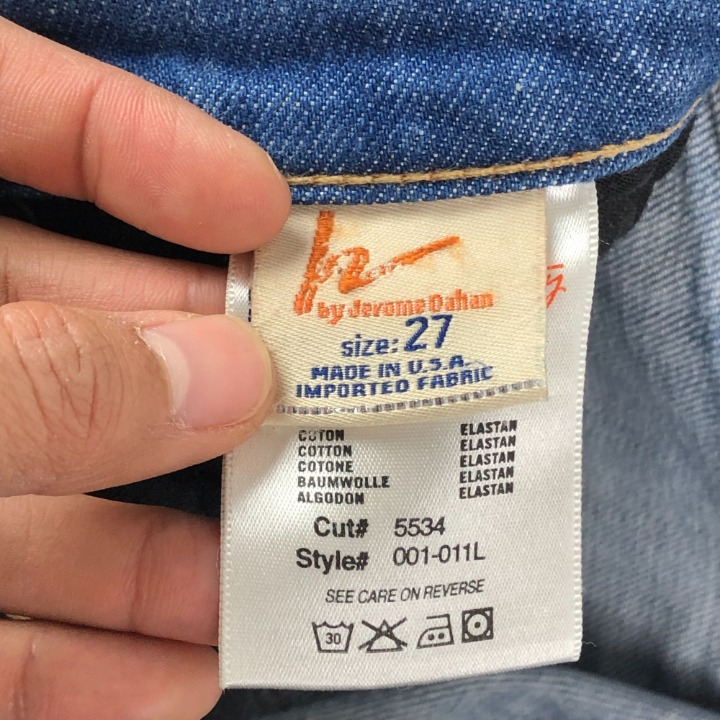 by Jerome Dahan
size: 27
MADE IN U.S.A.
IMPORTED FABRIC
COTON ELASTAN
COTTON ELASTAN
COTONE ELASTAN
BAUMWOLLE ELASTAN
ALGODON ELASTAN
Cut# 5534
Style# 001-011L
SEE CARE ON REVERSE
30